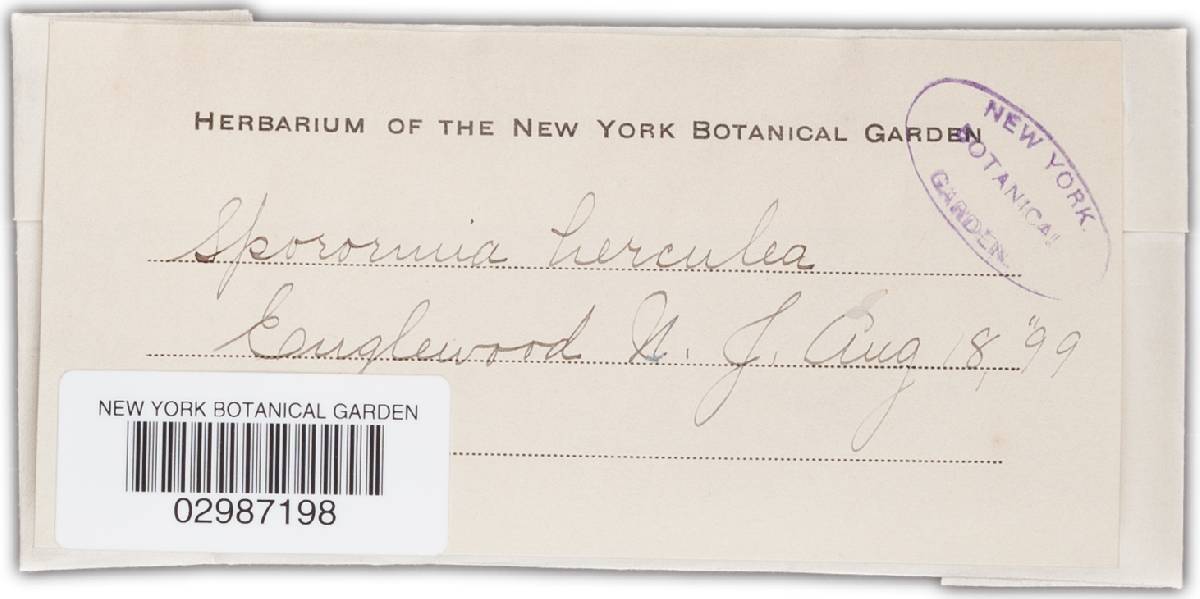 HERBARIUM OF THE NEW YORK BOTANICAL GARDEN
NEW YORK
BOTANICAL
GARDEN.
Sporormia herculea
Englewood N. J. Aug 18, '99
NEW YORK BOTANICAL GARDEN
02987198